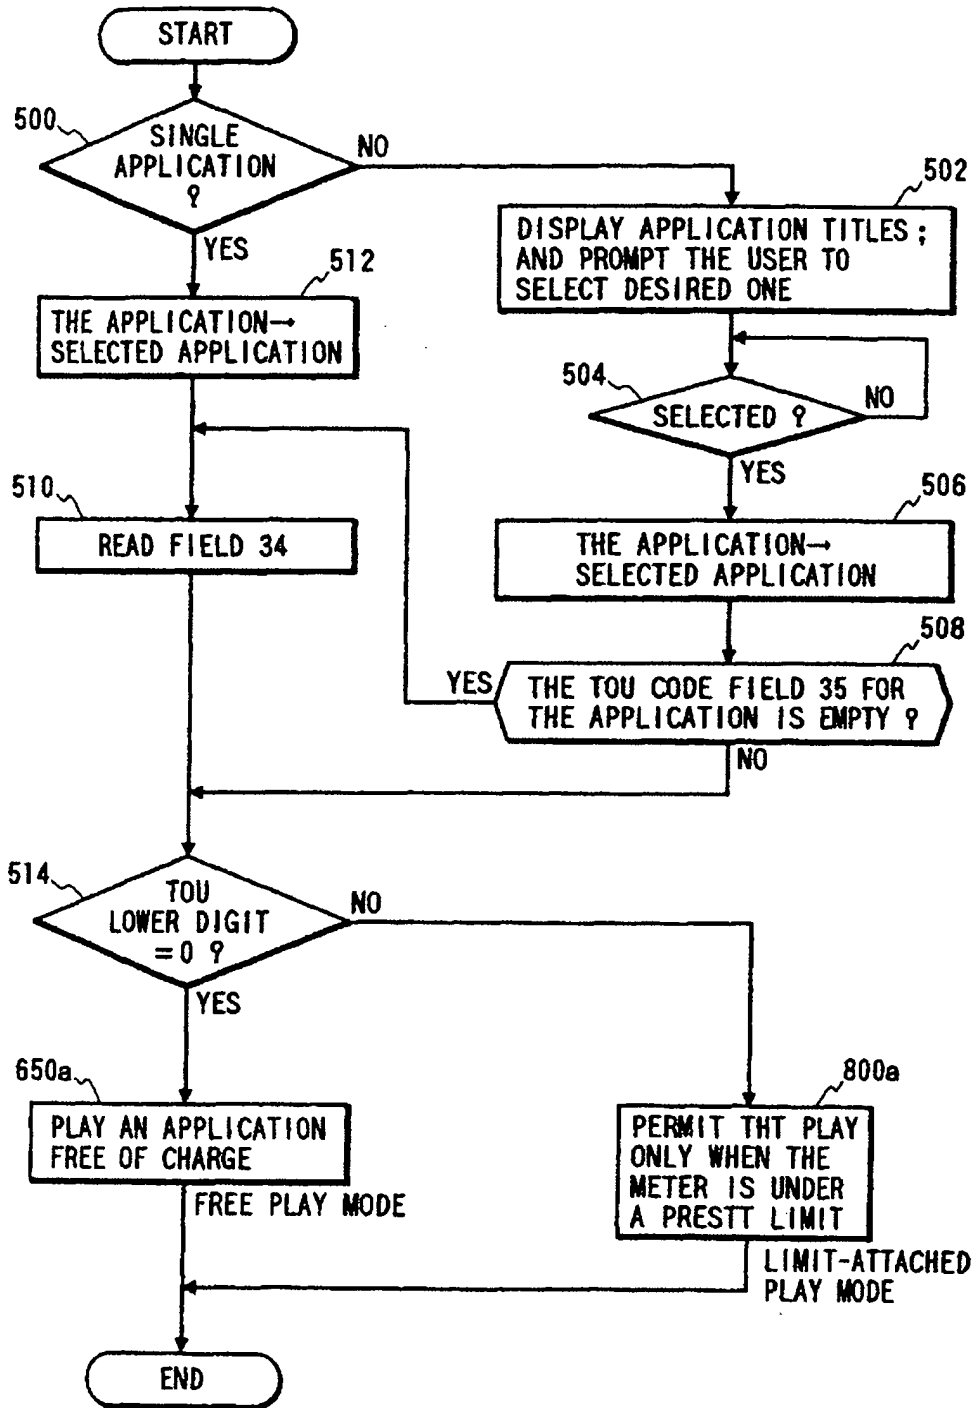 START
500
SINGLE
APPLICATION
?
NO
YES
502
DISPLAY APPLICATION TITLES;
AND PROMPT THE USER TO
SELECT DESIRED ONE
512
THE APPLICATION→
SELECTED APPLICATION
504
SELECTED ?
NO
YES
506
THE APPLICATION→
SELECTED APPLICATION
510
READ FIELD 34
508
YES
THE TOU CODE FIELD 35 FOR
THE APPLICATION IS EMPTY ?
NO
514
TOU
LOWER DIGIT
=0 ?
NO
YES
650a
PLAY AN APPLICATION
FREE OF CHARGE
FREE PLAY MODE
800a
PERMIT THT PLAY
ONLY WHEN THE
METER IS UNDER
A PRESTT LIMIT
LIMIT-ATTACHED
PLAY MODE
END